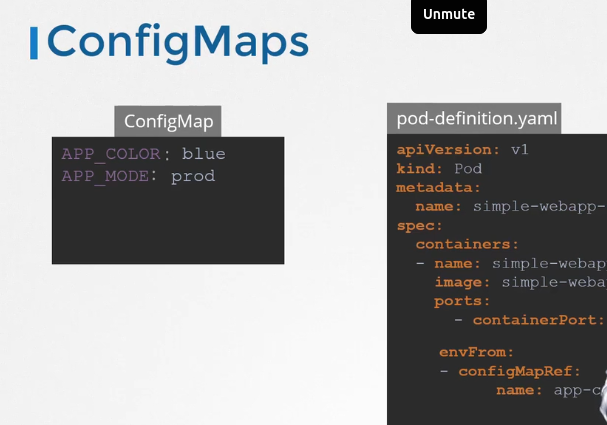 Unmute
ConfigMaps
ConfigMap
APP_COLOR: blue
APP_MODE: prod
pod-definition.yaml
apiVersion: v1
kind: Pod
metadata:
name: simple-webapp-
spec:
containers:
- name: simple-webap
image: simple-weba
ports:
- containerPort:
envFrom:
- configMapRef:
name: app-c